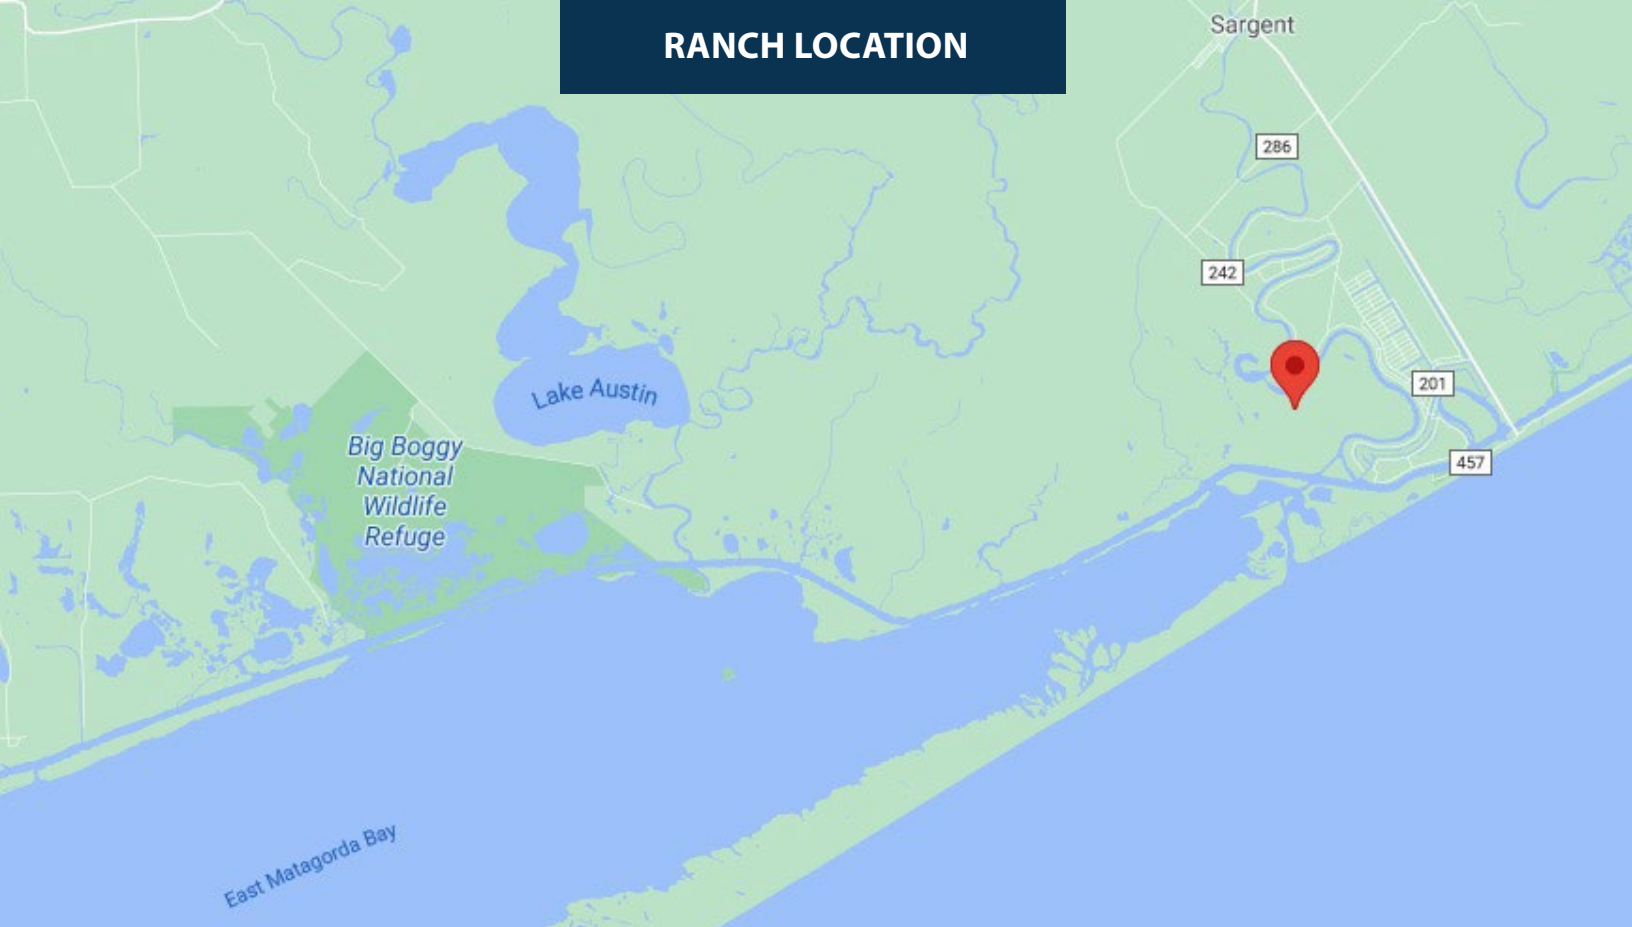 RANCH LOCATION
Sargent
286
242
201
457
Lake Austin
Big Boggy
National
Wildlife
Refuge
East Matagorda Bay